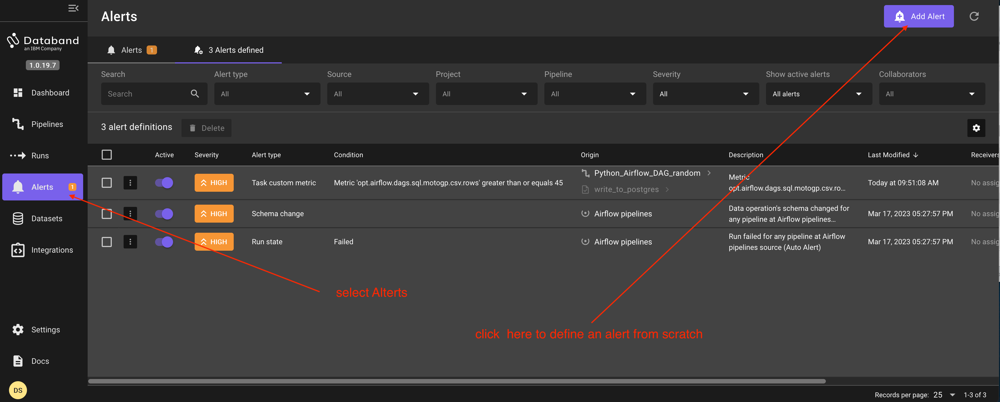 Alerts
Add Alert
Databand
an IBM Company
1.0.19.7
Alerts 1
3 Alerts defined
Search
Alert type
Source
Project
Pipeline
Severity
Show active alerts
Collaborators
Search
All
All
All
All
All
All alerts
All
Dashboard
Pipelines
Runs
Alerts 1
Datasets
Integrations
Settings
Docs
DS
3 alert definitions
Delete
Active Severity Alert type Condition Origin Description Last Modified Receivers
HIGH
Task custom metric
Metric 'opt.airflow.dags.sql.motogp.csv.rows' greater than or equals 45
Python_Airflow_DAG_random
write_to_postgres
Metric
opt.airflow.dags.sql.motogp.csv.ro...
Today at 09:51:08 AM
No assig
HIGH
Schema change
Airflow pipelines
Data operation's schema changed for
any pipeline at Airflow pipelines...
Mar 17, 2023 05:27:57 PM
No assig
HIGH
Run state
Failed
Airflow pipelines
Run failed for any pipeline at Airflow
pipelines source (Auto Alert)
Mar 17, 2023 05:27:57 PM
No assig
select Alterts
click here to define an alert from scratch
Records per page: 25 1-3 of 3